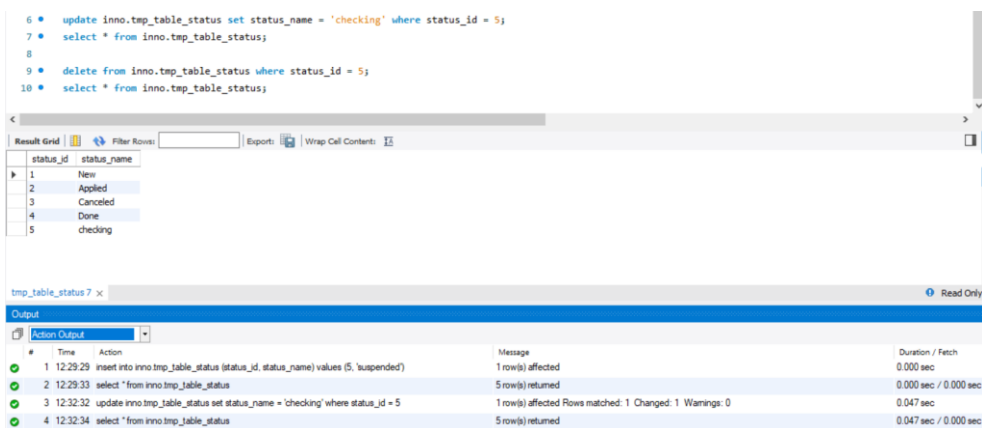 6 update inno.tmp_table_status set status_name = 'checking' where status_id = 5;
7 select * from inno.tmp_table_status;
8
9 delete from inno.tmp_table_status where status_id = 5;
10 select * from inno.tmp_table_status;
Result Grid Filter Rows: Export: Wrap Cell Content:
status_id status_name
1 New
2 Applied
3 Canceled
4 Done
5 checking
tmp_table_status 7 Read Only
Output
Action Output
# Time Action Message Duration / Fetch
1 12:29:29 insert into inno.tmp_table_status (status_id, status_name) values (5, 'suspended') 1 row(s) affected 0.000 sec
2 12:29:33 select * from inno.tmp_table_status 5 row(s) returned 0.000 sec / 0.000 sec
3 12:32:32 update inno.tmp_table_status set status_name = 'checking' where status_id = 5 1 row(s) affected Rows matched: 1 Changed: 1 Warnings: 0 0.047 sec
4 12:32:34 select * from inno.tmp_table_status 5 row(s) returned 0.047 sec / 0.000 sec